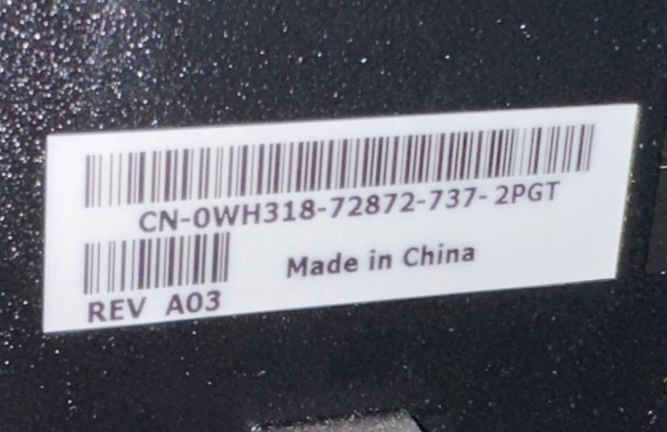 CN-0WH318-72872-737-2PGT
Made in China
REV A03